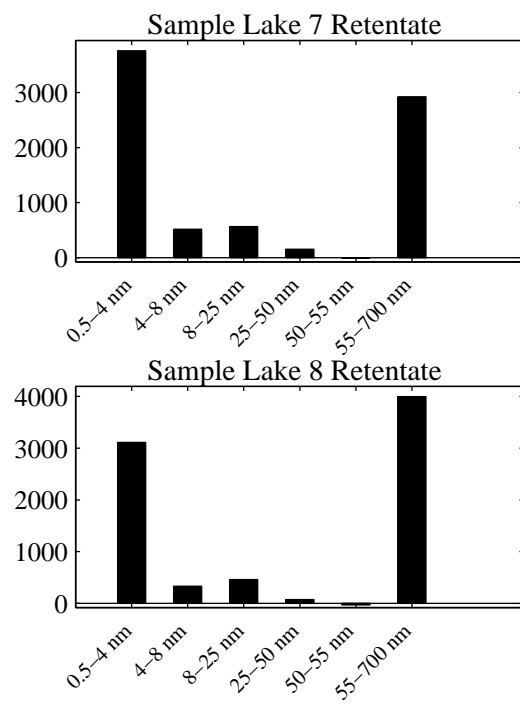 Sample Lake 7 Retentate
3000
2000
1000
0
0.5–4 nm
4–8 nm
8–25 nm
25–50 nm
50–55 nm
55–700 nm
Sample Lake 8 Retentate
4000
3000
2000
1000
0
0.5–4 nm
4–8 nm
8–25 nm
25–50 nm
50–55 nm
55–700 nm